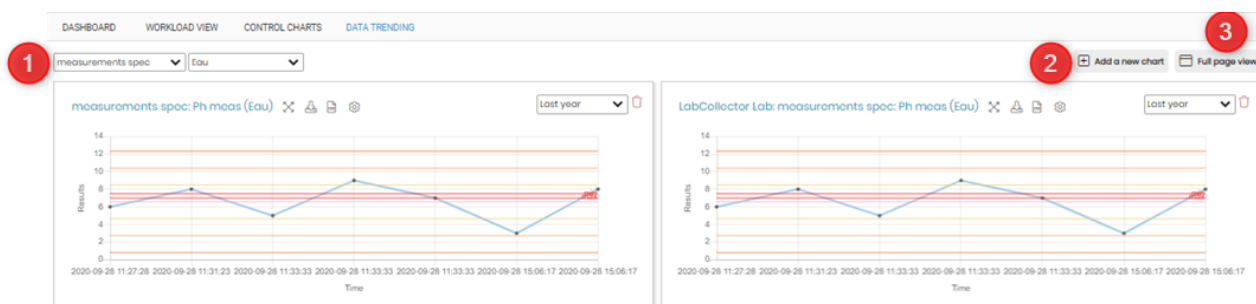 DASHBOARD WORKLOAD VIEW CONTROL CHARTS DATA TRENDING
3
1 measurements spec Eau 2 Add a new chart Full page view
measurements spec: Ph meas (Eau) Last year
14
12
10
8
6
4
2
0
Results
2020-09-28 11:27:28 2020-09-28 11:31:23 2020-09-28 11:33:33 2020-09-28 11:33:33 2020-09-28 11:33:33 2020-09-28 15:06:17 2020-09-28 15:06:17
Time
LabCollector Lab: measurements spec: Ph meas (Eau) Last year
14
12
10
8
6
4
2
0
Results
2020-09-28 11:27:28 2020-09-28 11:31:23 2020-09-28 11:33:33 2020-09-28 11:33:33 2020-09-28 11:33:33 2020-09-28 15:06:17 2020-09-28 15:06:17
Time